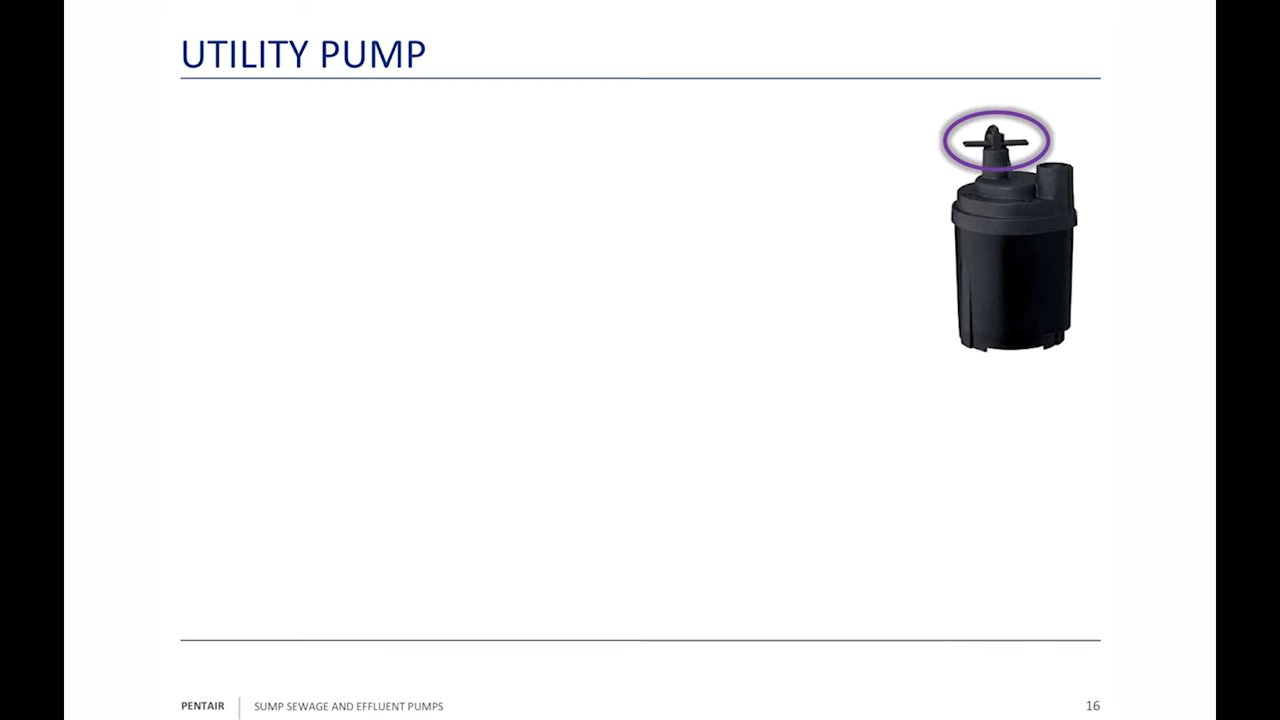 UTILITY PUMP
PENTAIR
SUMP SEWAGE AND EFFLUENT PUMPS
16